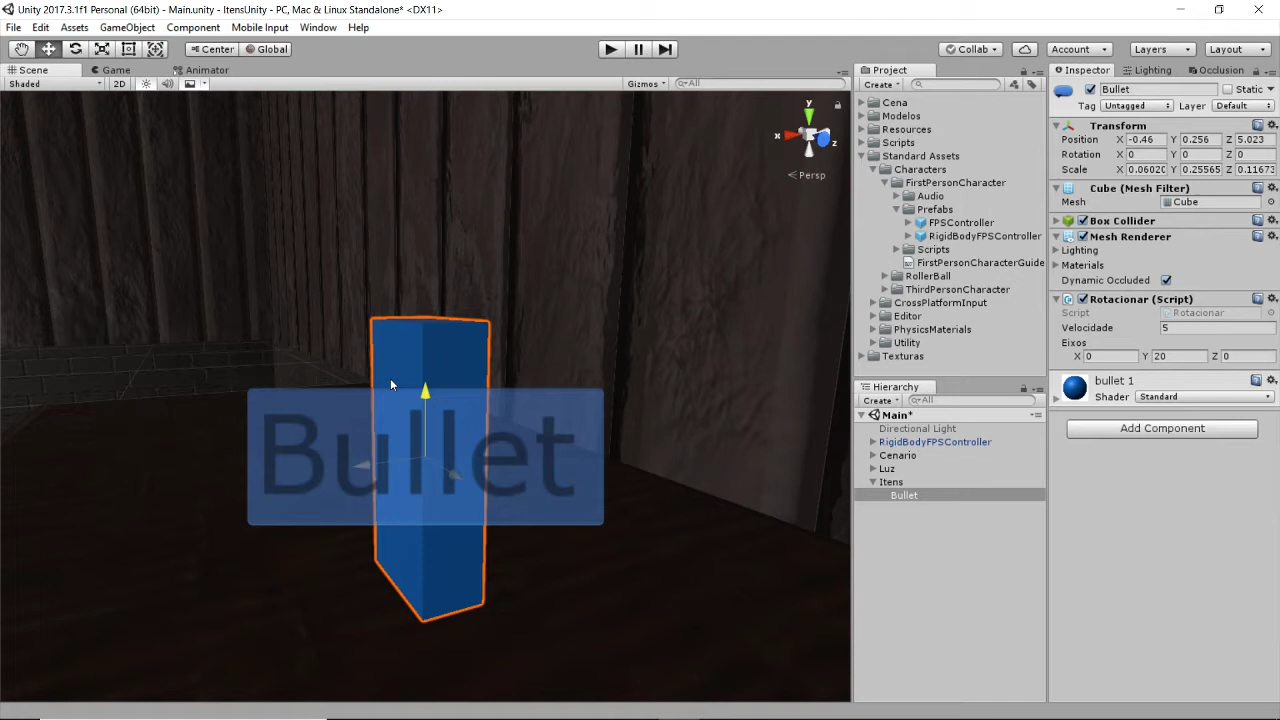 Unity 2017.3.1f1 Personal (64bit) - Main.unity - ItensUnity - PC, Mac & Linux Standalone* <DX11>
File Edit Assets GameObject Component Mobile Input Window Help
Center Global Collab Account Layers Layout
Scene Game Animator
Shaded 2D Gizmos All
y
x
z
Persp
Bullet
Project
Create
Cena
Modelos
Resources
Scripts
Standard Assets
Characters
FirstPersonCharacter
Audio
Prefabs
FPSController
RigidBodyFPSController
Scripts
FirstPersonCharacterGuide
RollerBall
ThirdPersonCharacter
CrossPlatformInput
Editor
PhysicsMaterials
Utility
Texturas
Hierarchy
Create All
Main*
Directional Light
RigidBodyFPSController
Cenario
Luz
Itens
Bullet
Inspector Lighting Occlusion
Bullet Static
Tag Untagged Layer Default
Transform
Position X -0.46 Y 0.256 Z 5.023
Rotation X 0 Y 0 Z 0
Scale X 0.06020 Y 0.25565 Z 0.11673
Cube (Mesh Filter)
Mesh Cube
Box Collider
Mesh Renderer
Lighting
Materials
Dynamic Occluded
Rotacionar (Script)
Script Rotacionar
Velocidade 5
Eixos
X 0 Y 20 Z 0
bullet 1
Shader Standard
Add Component